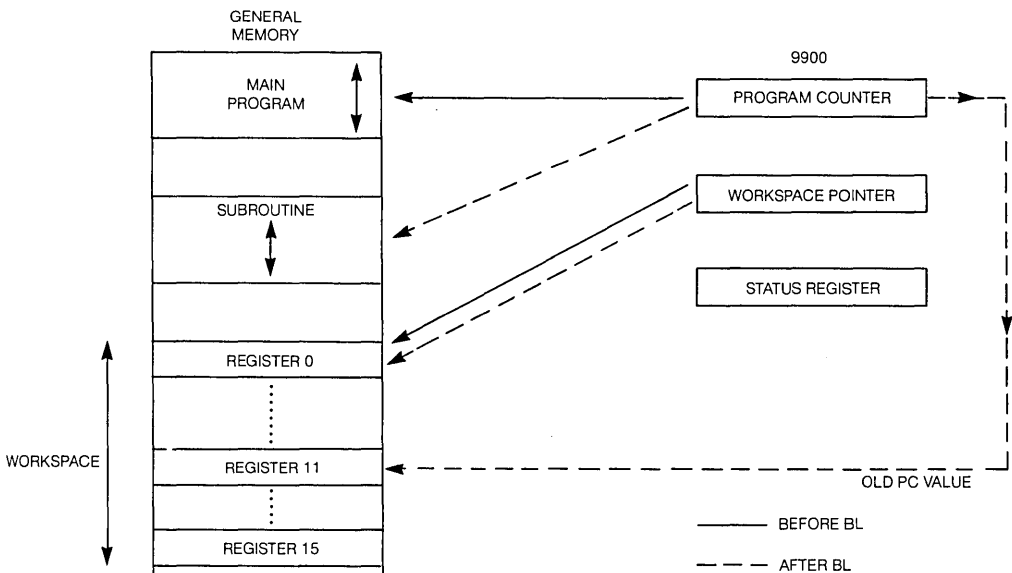 GENERAL
MEMORY
MAIN
PROGRAM
SUBROUTINE
REGISTER 0
WORKSPACE
REGISTER 11
REGISTER 15
9900
PROGRAM COUNTER
WORKSPACE POINTER
STATUS REGISTER
OLD PC VALUE
BEFORE BL
AFTER BL